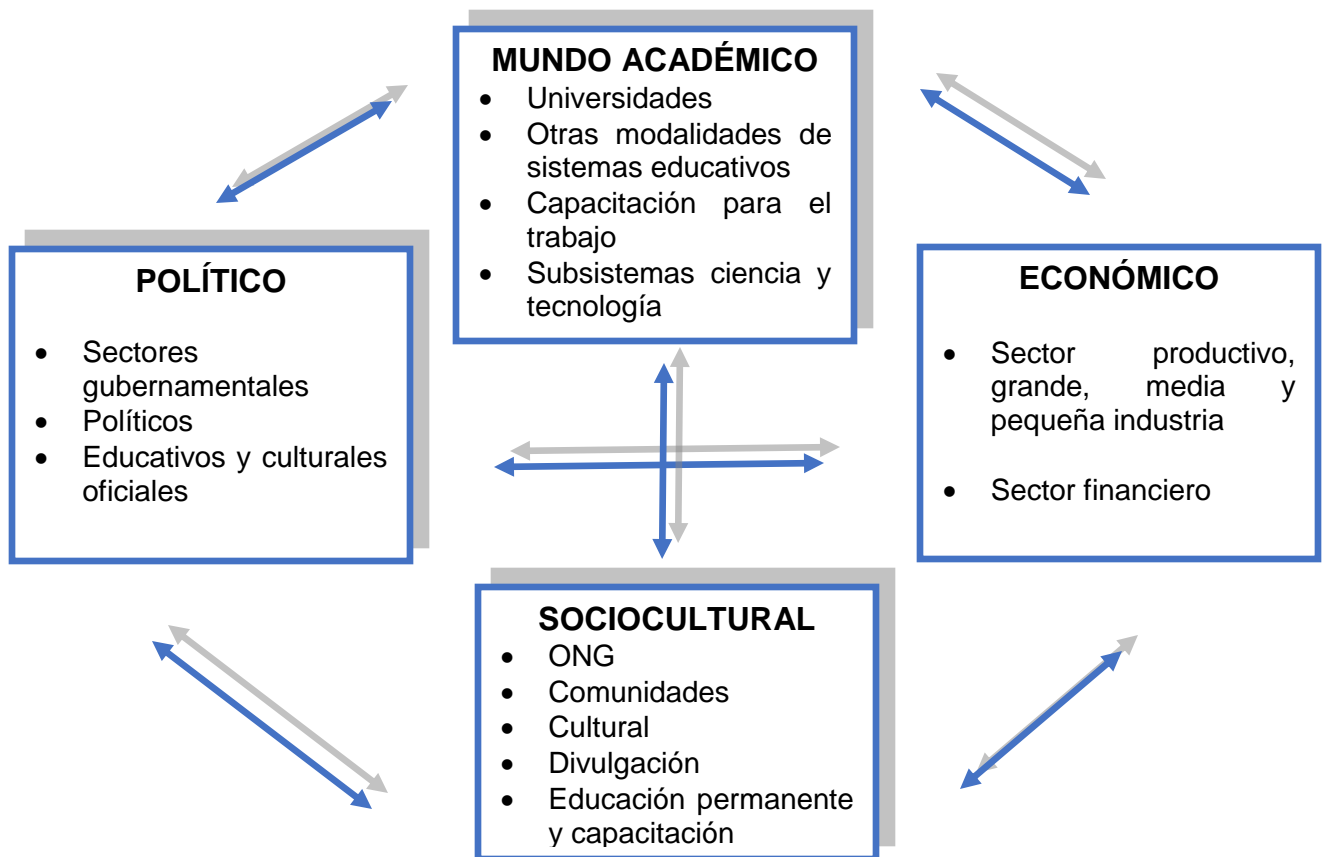 MUNDO ACADÉMICO
• Universidades
• Otras modalidades de
sistemas educativos
• Capacitación para el
trabajo
• Subsistemas ciencia y
tecnología
POLÍTICO
• Sectores
gubernamentales
• Políticos
• Educativos y culturales
oficiales
ECONÓMICO
• Sector productivo,
grande, media y
pequeña industria
• Sector financiero
SOCIOCULTURAL
• ONG
• Comunidades
• Cultural
• Divulgación
• Educación permanente
y capacitación